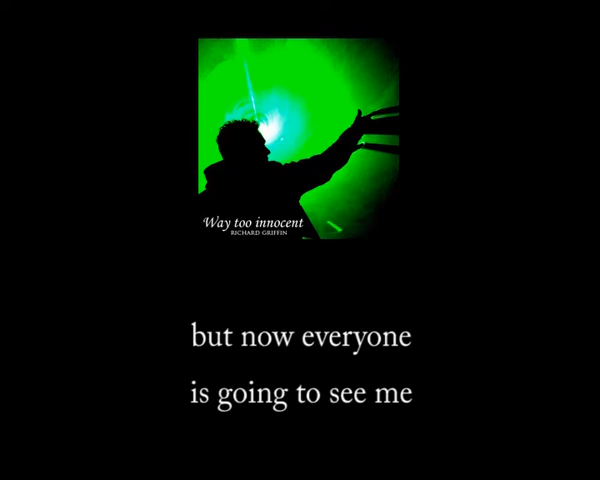 Way too innocent
RICHARD GRIFFIN
but now everyone
is going to see me